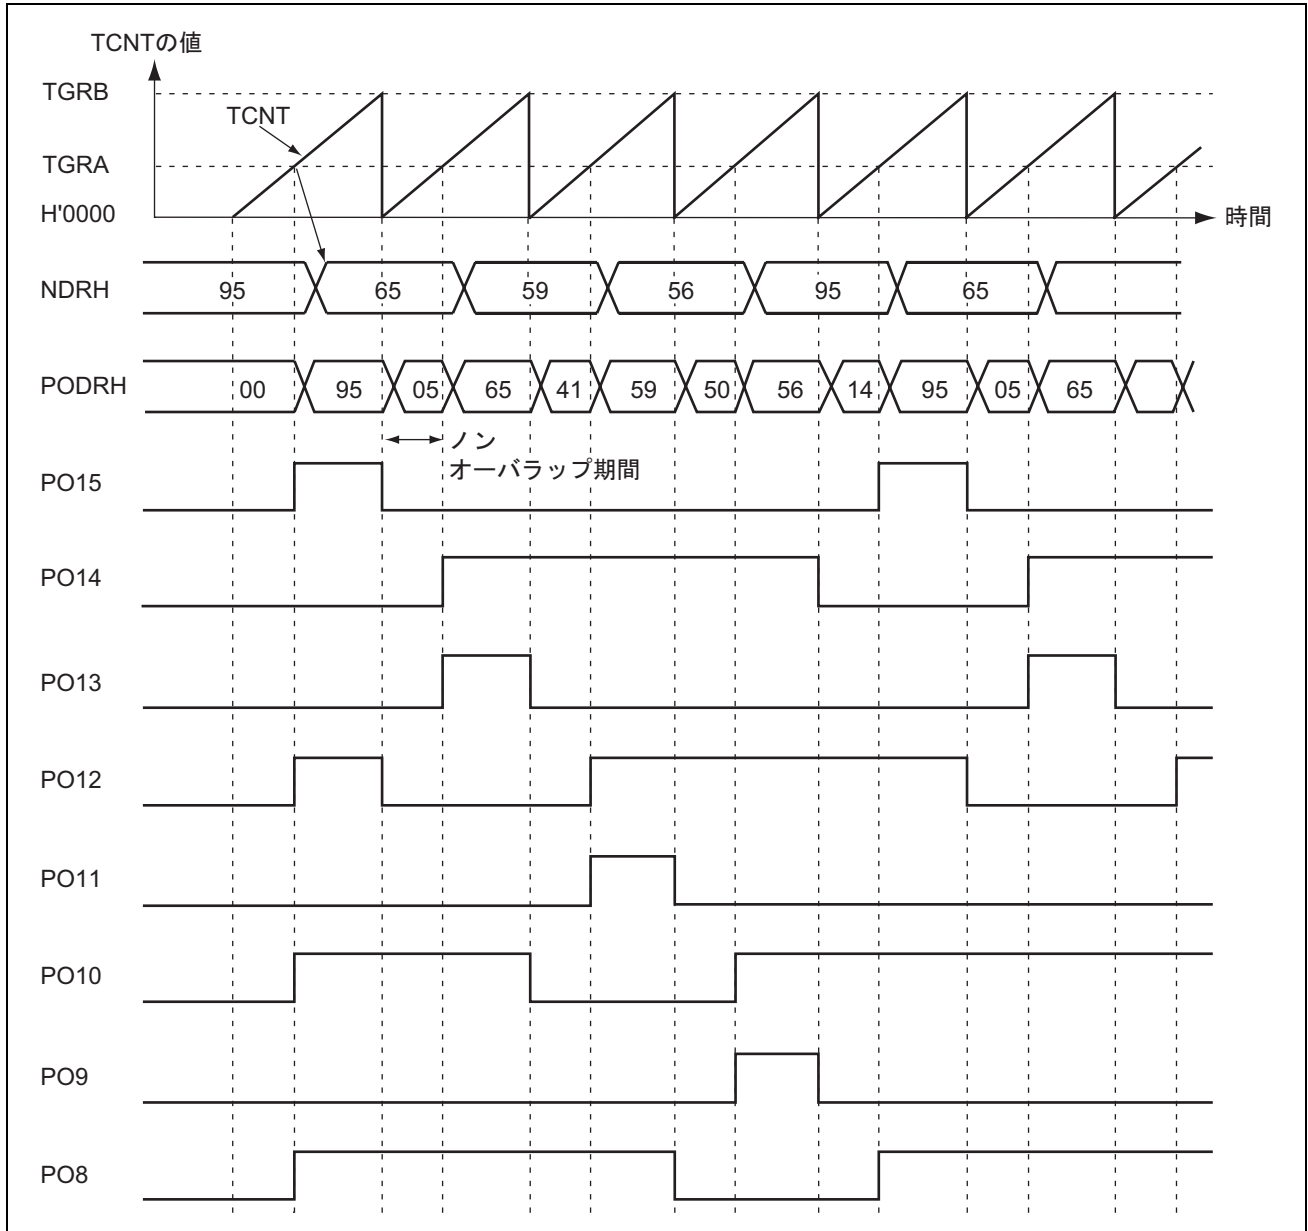 TCNTの値
TGRB
TCNT
TGRA
H'0000
時間
NDRH 95 65 59 56 95 65
PODRH 00 95 05 65 41 59 50 56 14 95 05 65
ノン
オーバラップ期間
PO15
PO14
PO13
PO12
PO11
PO10
PO9
PO8